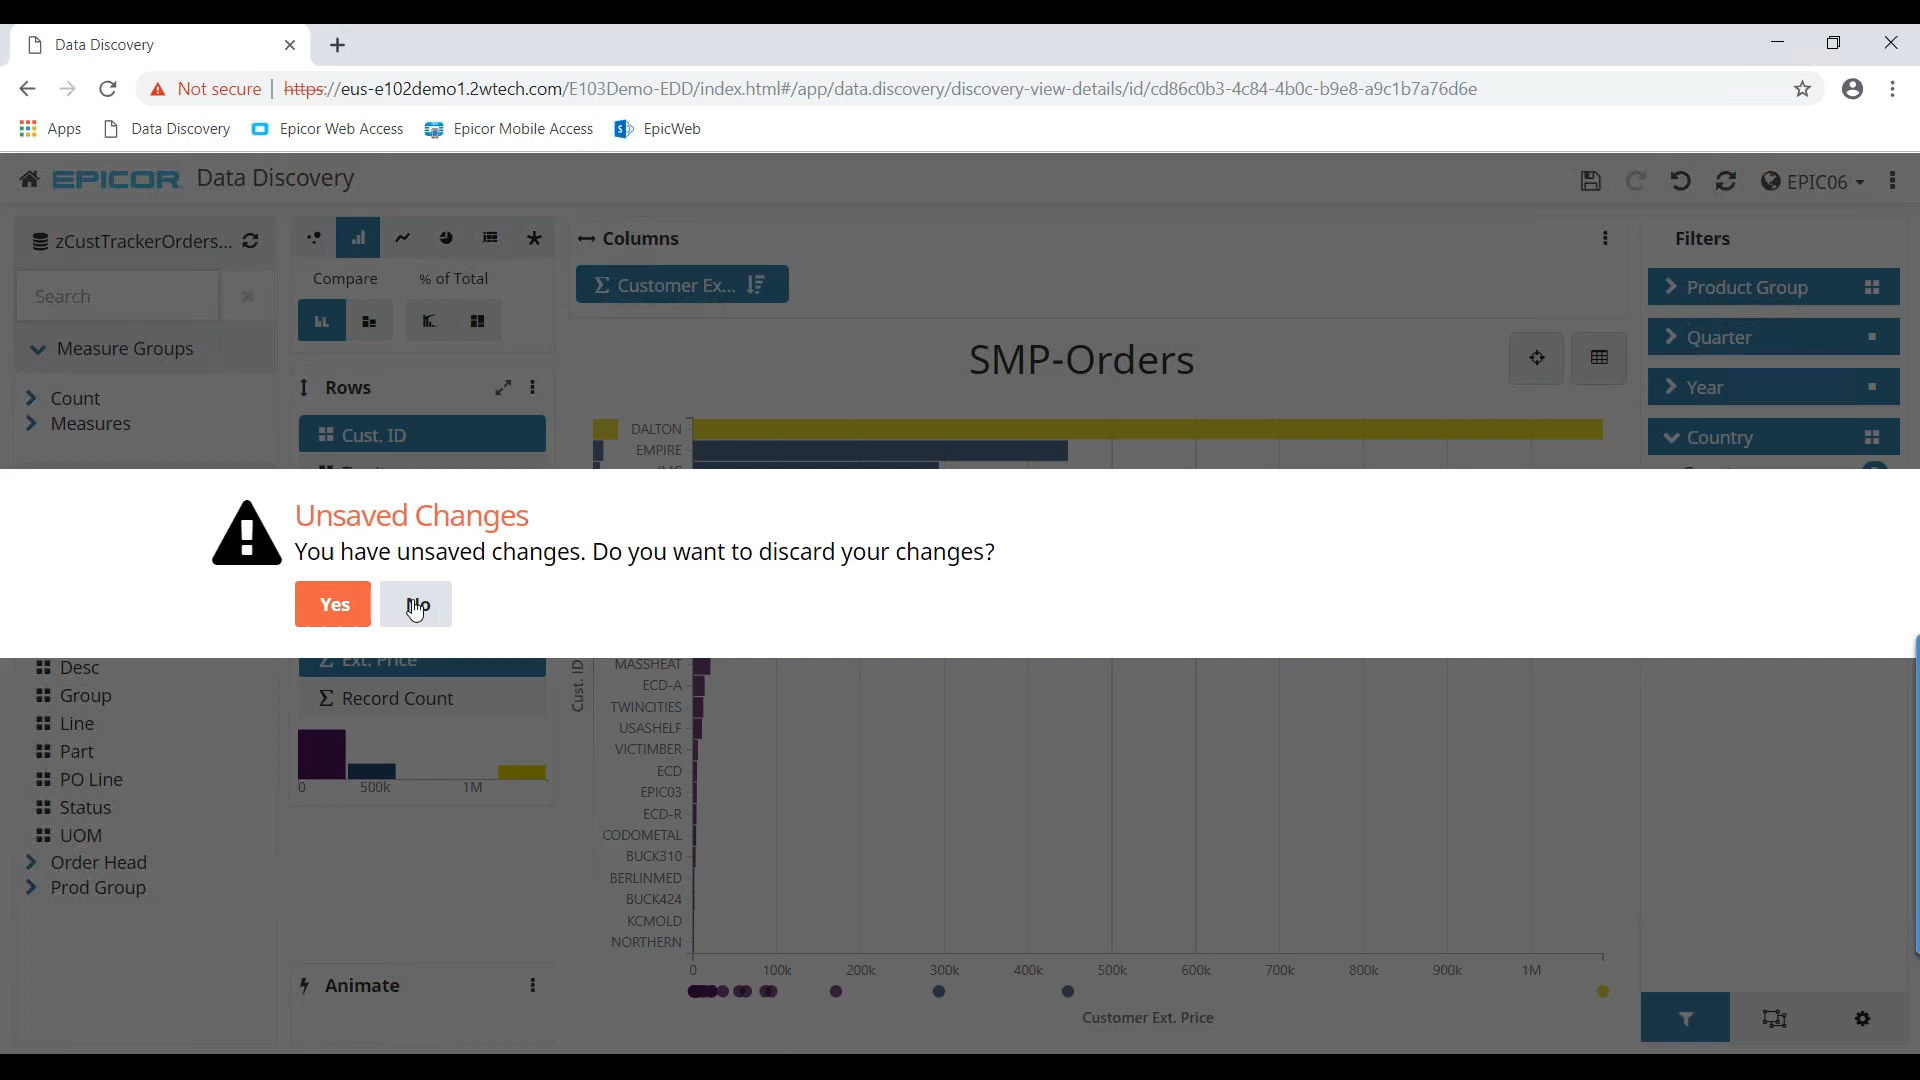 Data Discovery
Not secure | https://eus-e102demo1.2wtech.com/E103Demo-EDD/index.html#/app/data.discovery/discovery-view-details/id/cd86c0b3-4c84-4b0c-b9e8-a9c1b7a76d6e
Apps Data Discovery Epicor Web Access Epicor Mobile Access EpicWeb
EPICOR Data Discovery EPIC06
zCustTrackerOrders...
Search
Measure Groups
Count
Measures
Compare % of Total
Rows
Cust. ID
Columns
Customer Ex...
SMP-Orders
DALTON
EMPIRE
Filters
Product Group
Quarter
Year
Country
Unsaved Changes
You have unsaved changes. Do you want to discard your changes?
Yes No
Desc
Group
Line
Part
PO Line
Status
UOM
Order Head
Prod Group
Ext. Price
Record Count
0 500k 1M
Animate
Cust. ID
MASSHEAT
ECD-A
TWINCITIES
USASHELF
VICTIMBER
ECD
EPIC03
ECD-R
CODOMETAL
BUCK310
BERLINMED
BUCK424
KCMOLD
NORTHERN
0 100k 200k 300k 400k 500k 600k 700k 800k 900k 1M
Customer Ext. Price